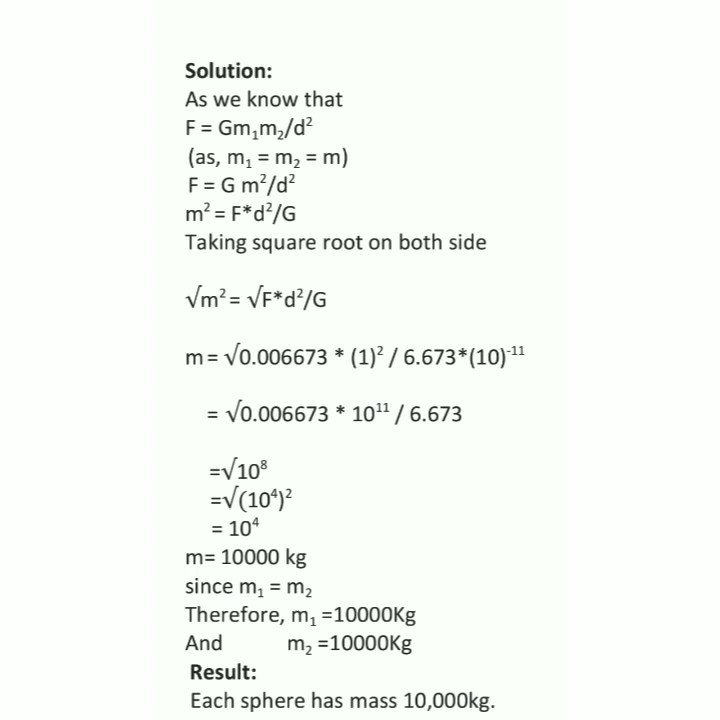 Solution:
As we know that
F = Gm₁m₂/d²
(as, m₁ = m₂ = m)
F = G m²/d²
m² = F*d²/G
Taking square root on both side
√m² = √F*d²/G
m = √0.006673 * (1)² / 6.673*(10)⁻¹¹
= √0.006673 * 10¹¹ / 6.673
=√10⁸
=√(10⁴)²
= 10⁴
m= 10000 kg
since m₁ = m₂
Therefore, m₁ =10000Kg
And m₂ =10000Kg
Result:
Each sphere has mass 10,000kg.